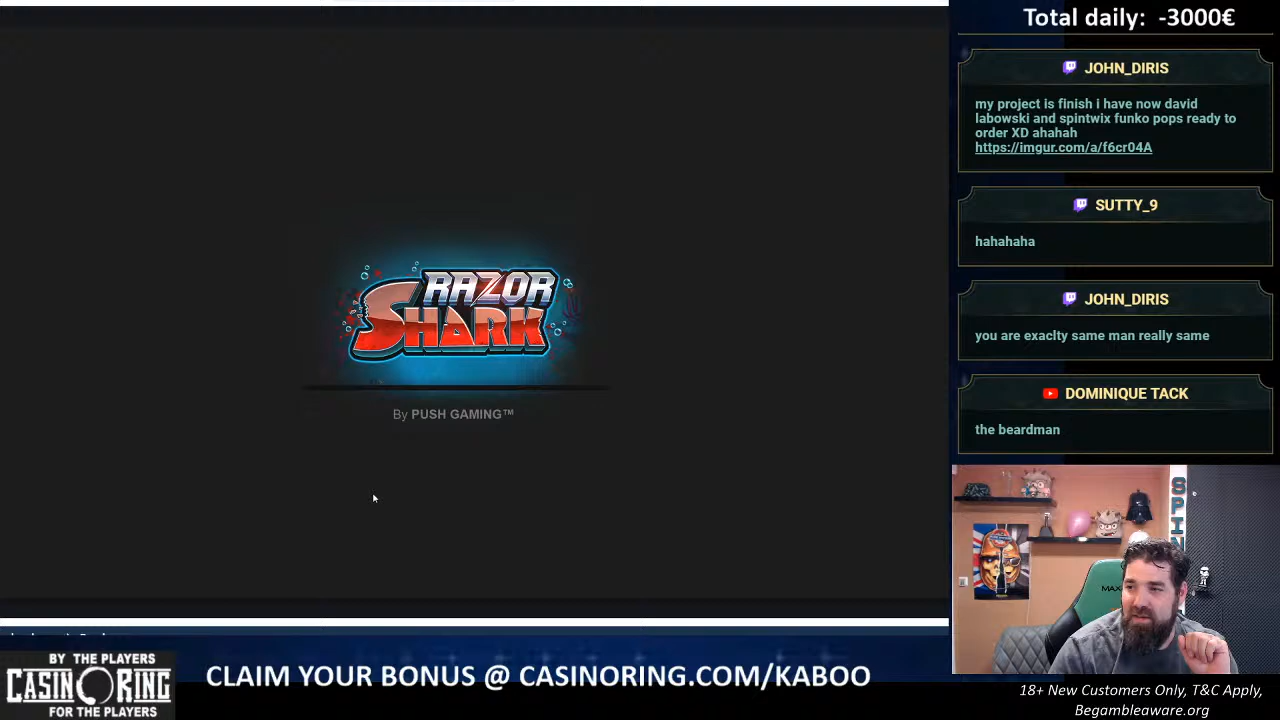 Total daily: -3000€
JOHN_DIRIS
my project is finish i have now david
labowski and spintwix funko pops ready to
order XD ahahah
https://imgur.com/a/f6cr04A
SUTTY_9
hahahaha
JOHN_DIRIS
you are exaclty same man really same
DOMINIQUE TACK
the beardman
RAZOR
SHARK
By PUSH GAMING™
SPIN
MAX
BY THE PLAYERS
CASINORING
FOR THE PLAYERS
CLAIM YOUR BONUS @ CASINORING.COM/KABOO
18+ New Customers Only, T&C Apply,
Begambleaware.org